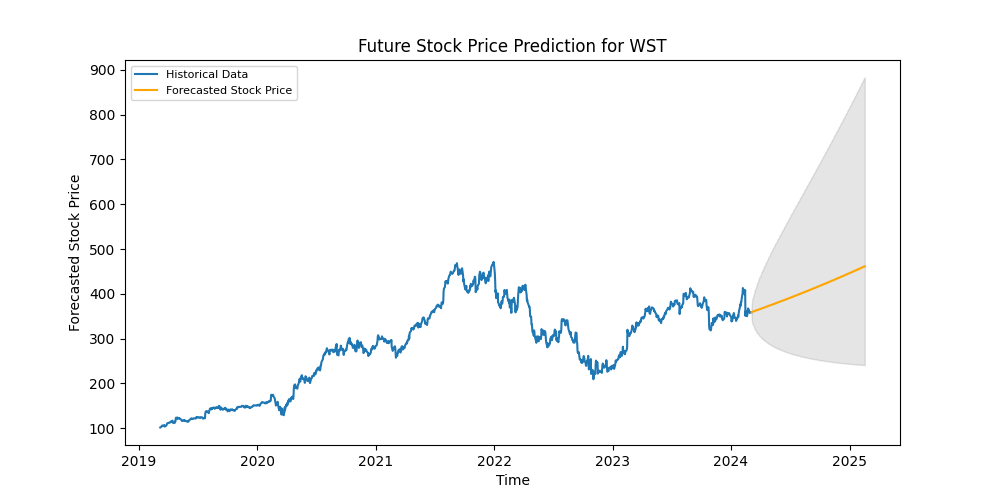 Future Stock Price Prediction for WST
Historical Data
Forecasted Stock Price
900
800
700
600
500
400
300
200
100
Forecasted Stock Price
2019 2020 2021 2022 2023 2024 2025
Time